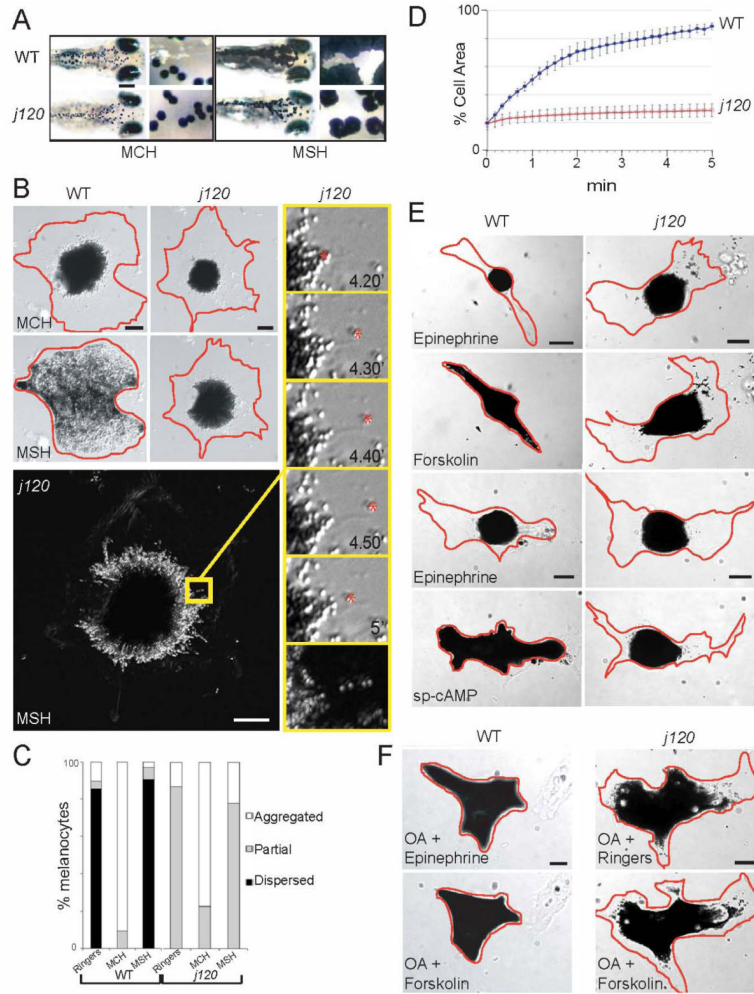 A
WT
j120
MCH
MSH
B
WT
j120
j120
MCH
4.20'
4.30'
MSH
4.40'
j120
4.50'
5'
MSH
C
100
% melanocytes
0
Aggregated
Partial
Dispersed
Ringers
MCH
MSH
Ringers
MCH
MSH
WT
j120
D
100
% Cell Area
0
0
1
2
3
4
5
min
WT
j120
E
WT
j120
Epinephrine
Forskolin
Epinephrine
sp-cAMP
F
WT
j120
OA +
Epinephrine
OA +
Ringers
OA +
Forskolin
OA +
Forskolin